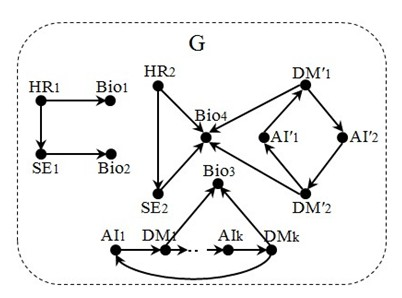 G
HR1 Bio1
SE1 Bio2
HR2
Bio4
SE2
DM'1
AI'1 AI'2
DM'2
Bio3
AI1 DM1 .. AIk DMk